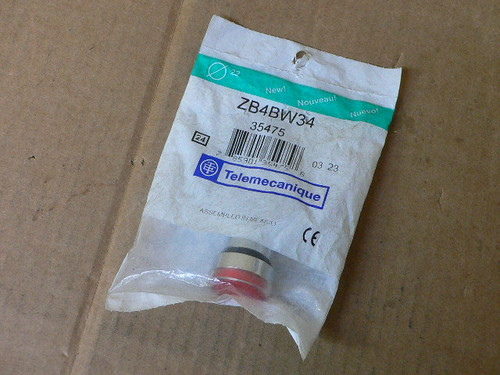 22
New!
Nouveau!
Nuevo!
ZB4BW34
35475
24
03 23
Telemecanique
ASSEMBLED IN MEXICO
CE